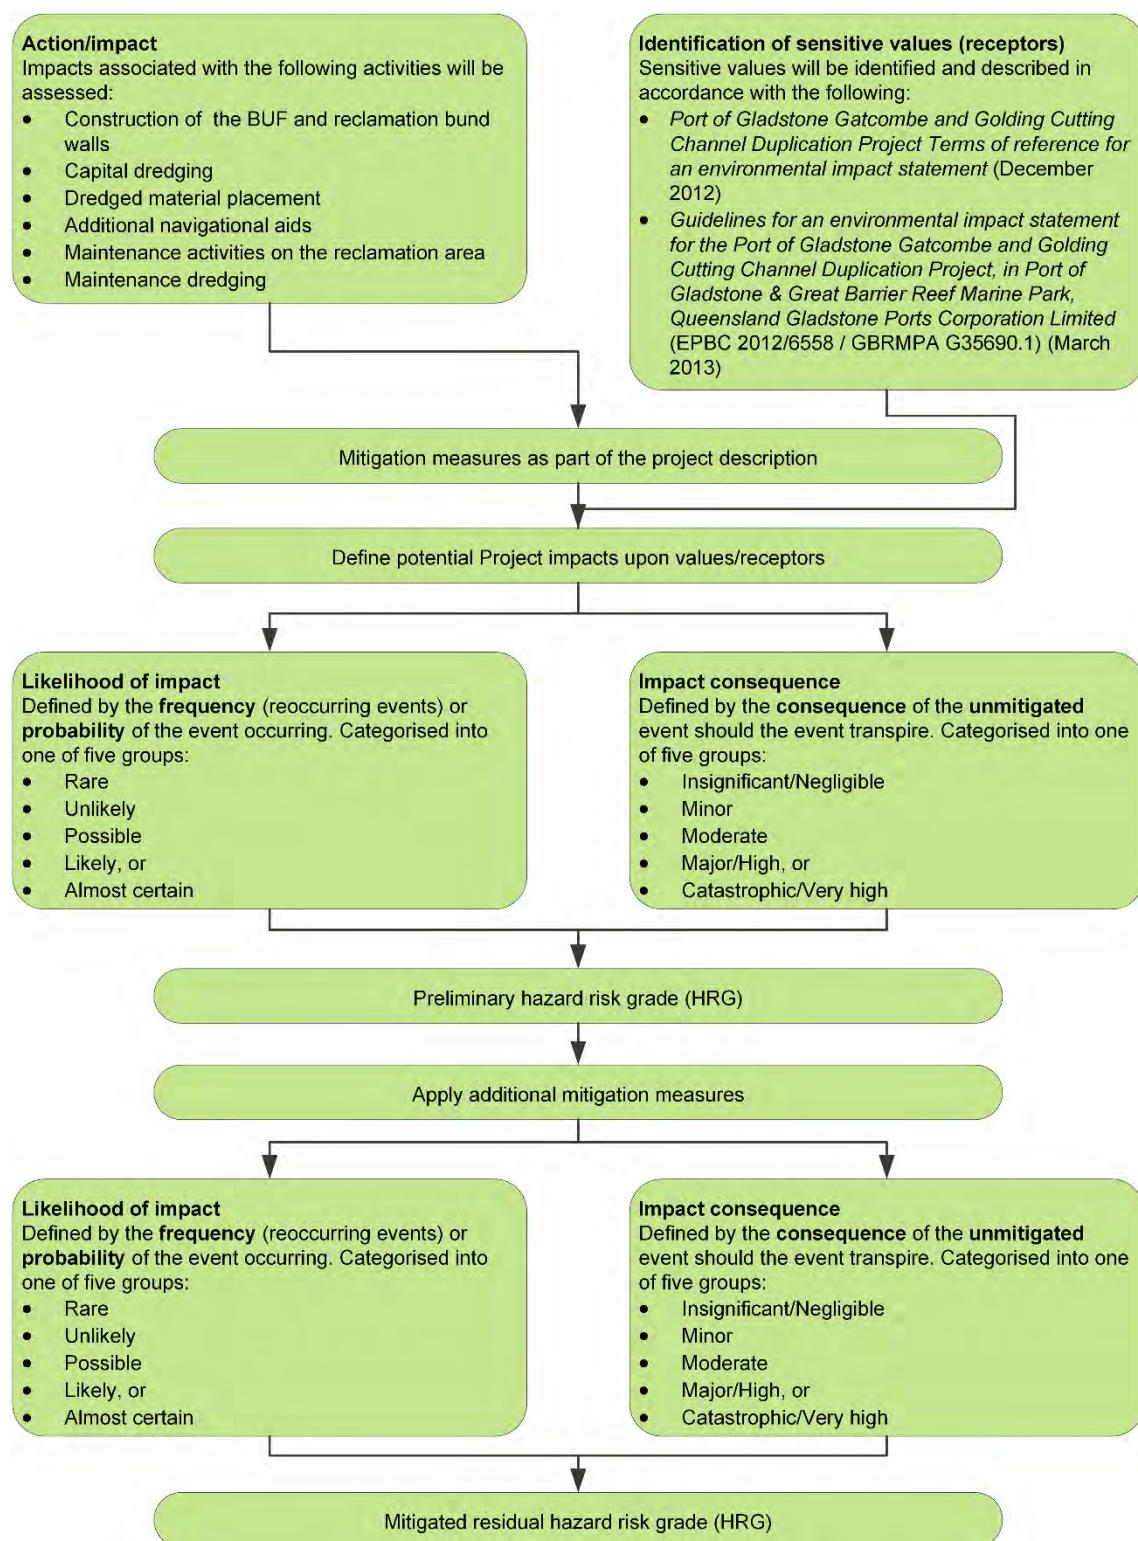 Action/impact
Impacts associated with the following activities will be
assessed:
• Construction of the BUF and reclamation bund
walls
• Capital dredging
• Dredged material placement
• Additional navigational aids
• Maintenance activities on the reclamation area
• Maintenance dredging
Identification of sensitive values (receptors)
Sensitive values will be identified and described in
accordance with the following:
• Port of Gladstone Gatcombe and Golding Cutting
Channel Duplication Project Terms of reference for
an environmental impact statement (December
2012)
• Guidelines for an environmental impact statement
for the Port of Gladstone Gatcombe and Golding
Cutting Channel Duplication Project, in Port of
Gladstone & Great Barrier Reef Marine Park,
Queensland Gladstone Ports Corporation Limited
(EPBC 2012/6558 / GBRMPA G35690.1) (March
2013)
Mitigation measures as part of the project description
Define potential Project impacts upon values/receptors
Likelihood of impact
Defined by the frequency (reoccurring events) or
probability of the event occurring. Categorised into
one of five groups:
• Rare
• Unlikely
• Possible
• Likely, or
• Almost certain
Impact consequence
Defined by the consequence of the unmitigated
event should the event transpire. Categorised into one
of five groups:
• Insignificant/Negligible
• Minor
• Moderate
• Major/High, or
• Catastrophic/Very high
Preliminary hazard risk grade (HRG)
Apply additional mitigation measures
Likelihood of impact
Defined by the frequency (reoccurring events) or
probability of the event occurring. Categorised into
one of five groups:
• Rare
• Unlikely
• Possible
• Likely, or
• Almost certain
Impact consequence
Defined by the consequence of the unmitigated
event should the event transpire. Categorised into one
of five groups:
• Insignificant/Negligible
• Minor
• Moderate
• Major/High, or
• Catastrophic/Very high
Mitigated residual hazard risk grade (HRG)